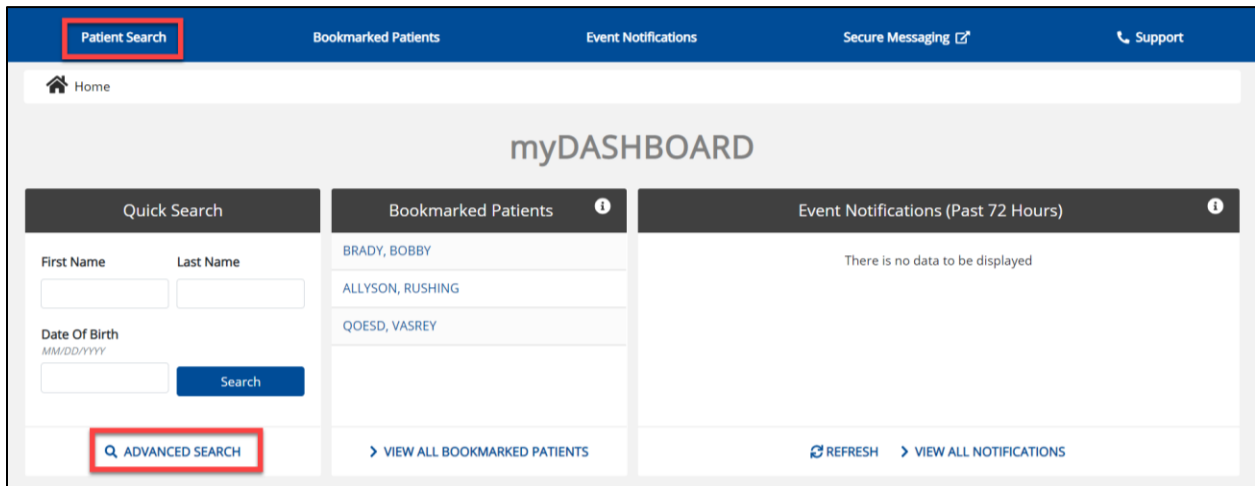 Patient Search
Bookmarked Patients
Event Notifications
Secure Messaging
Support
Home
myDASHBOARD
Quick Search
First Name
Last Name
Date Of Birth
MM/DD/YYYY
Search
ADVANCED SEARCH
Bookmarked Patients
BRADY, BOBBY
ALLYSON, RUSHING
QOESD, VASREY
VIEW ALL BOOKMARKED PATIENTS
Event Notifications (Past 72 Hours)
There is no data to be displayed
REFRESH
VIEW ALL NOTIFICATIONS